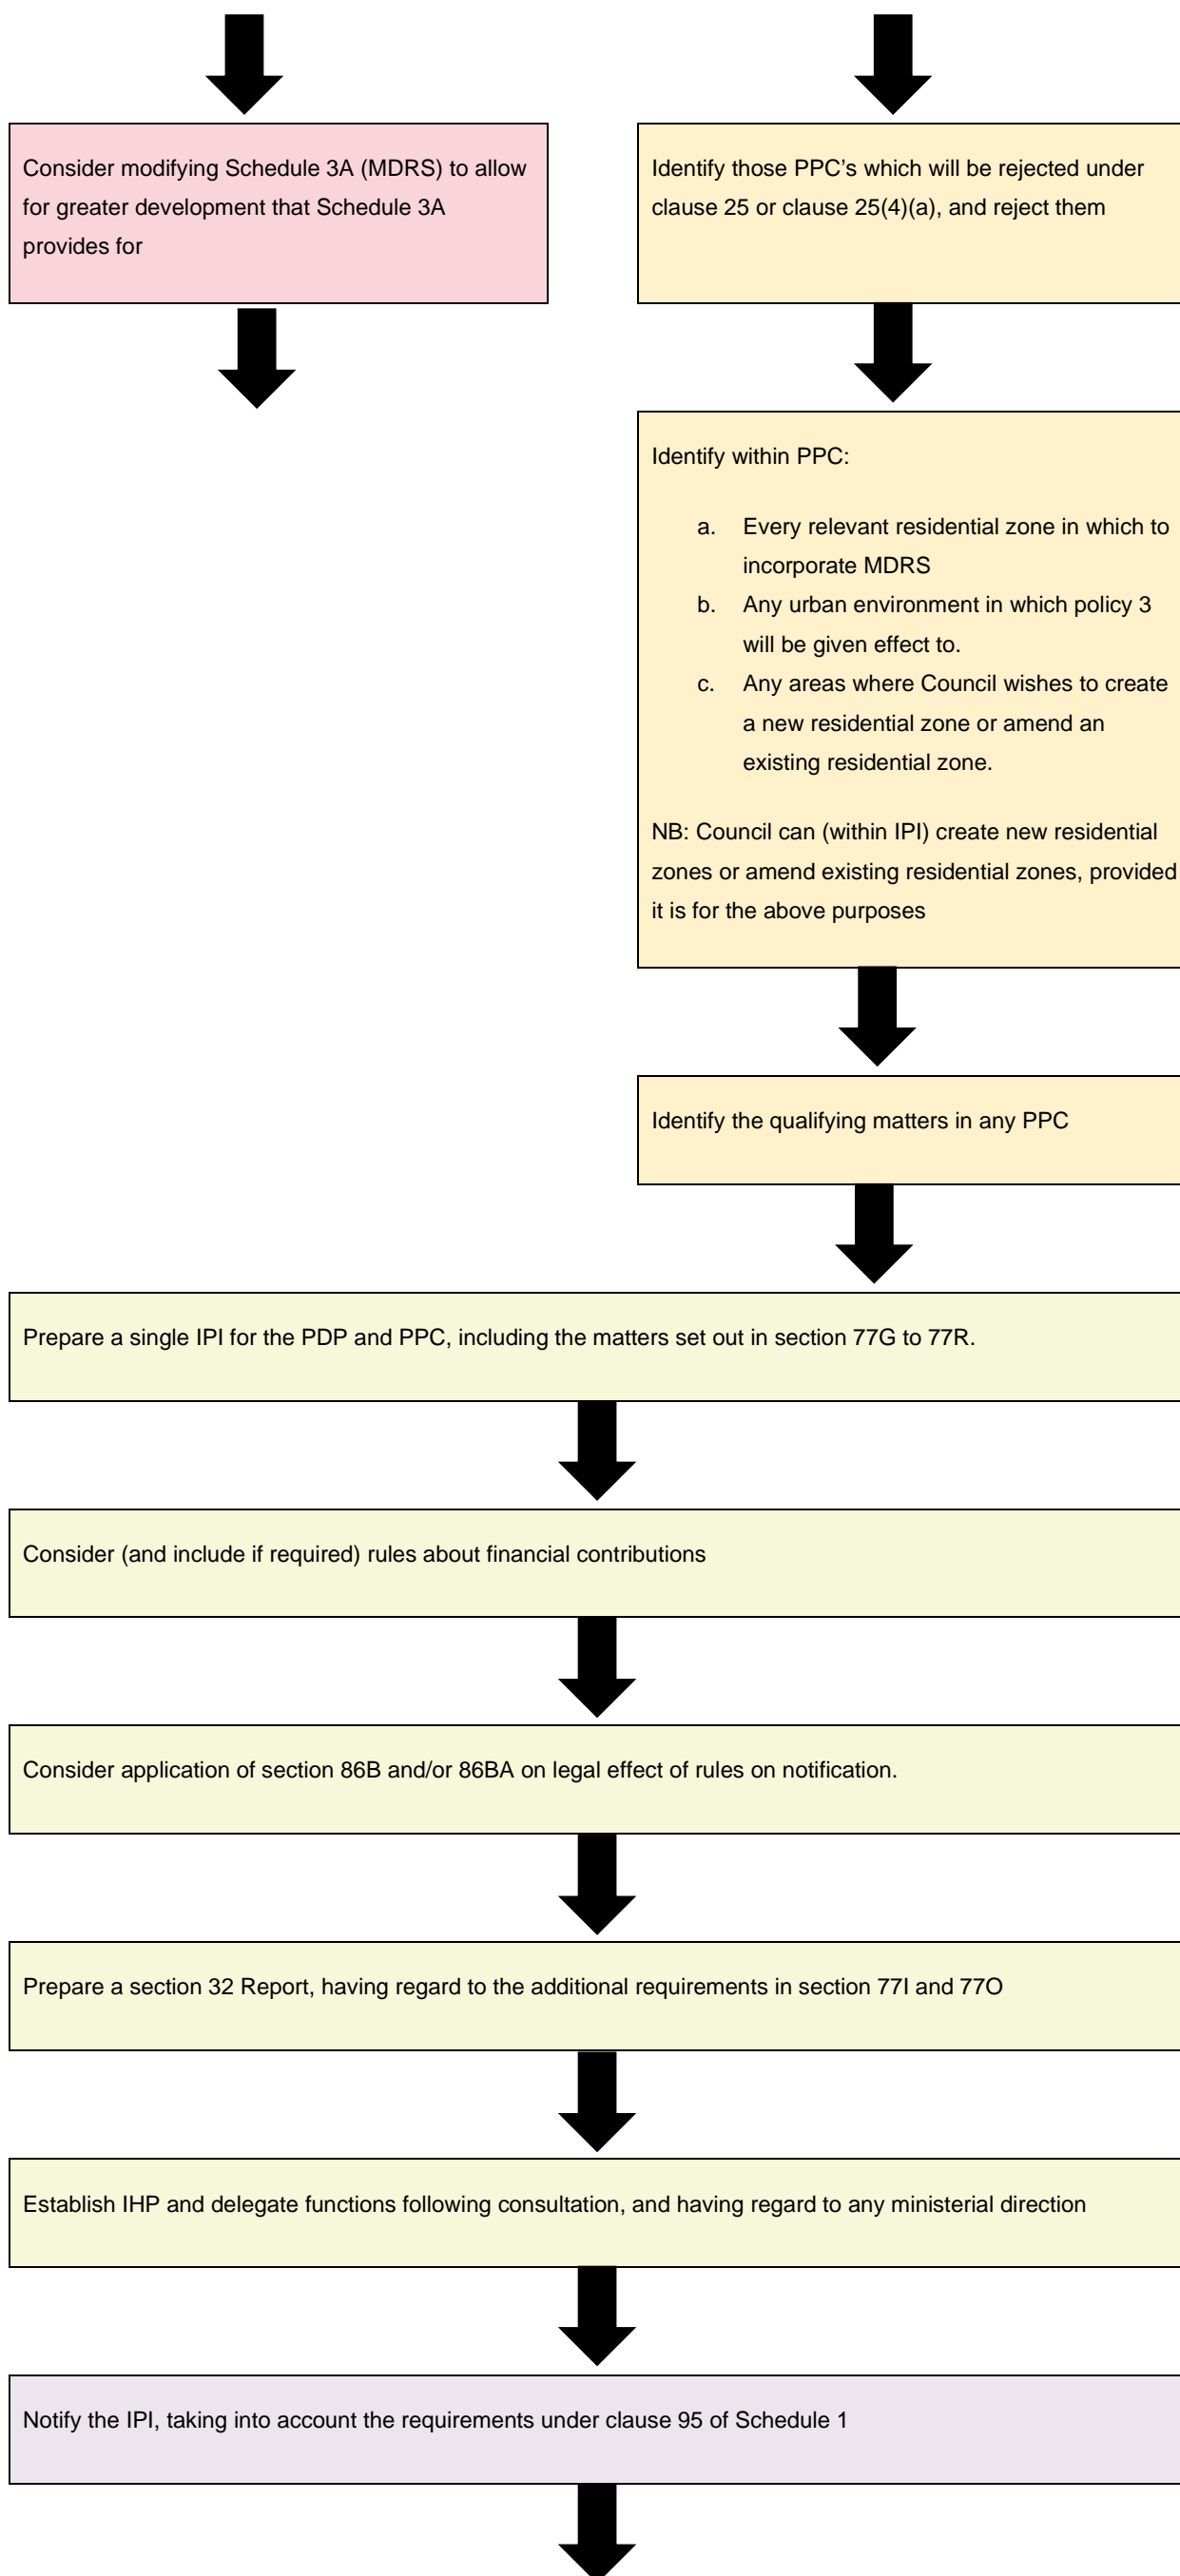 Consider modifying Schedule 3A (MDRS) to allow
for greater development that Schedule 3A
provides for
Identify those PPC's which will be rejected under
clause 25 or clause 25(4)(a), and reject them
Identify within PPC:
a. Every relevant residential zone in which to
incorporate MDRS
b. Any urban environment in which policy 3
will be given effect to.
c. Any areas where Council wishes to create
a new residential zone or amend an
existing residential zone.
NB: Council can (within IPI) create new residential
zones or amend existing residential zones, provided
it is for the above purposes
Identify the qualifying matters in any PPC
Prepare a single IPI for the PDP and PPC, including the matters set out in section 77G to 77R.
Consider (and include if required) rules about financial contributions
Consider application of section 86B and/or 86BA on legal effect of rules on notification.
Prepare a section 32 Report, having regard to the additional requirements in section 77I and 77O
Establish IHP and delegate functions following consultation, and having regard to any ministerial direction
Notify the IPI, taking into account the requirements under clause 95 of Schedule 1